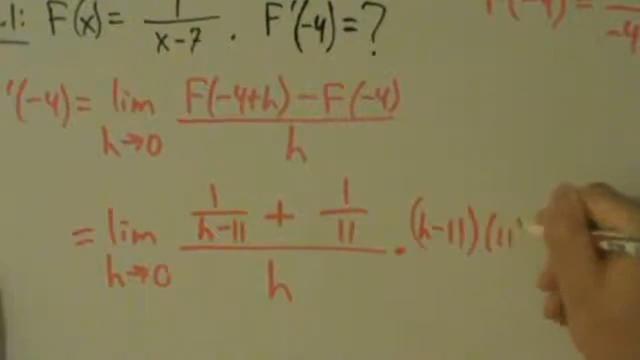 .1: F(x) = 1/(x-7) . F'(-4) = ?
'(-4) = lim h→0 (F(-4+h) - F(-4))/h
= lim h→0 (1/(h-11) + 1/11)/h · (h-11)(11